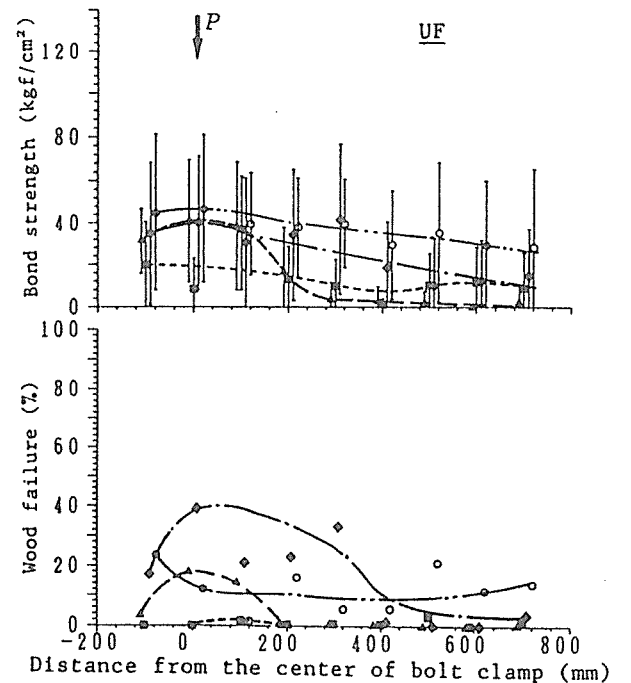 P
UF
Bond strength (kgf/cm²)
120
80
40
0
Wood failure (%)
100
80
60
40
20
0
-200 0 200 400 600 800
Distance from the center of bolt clamp (mm)